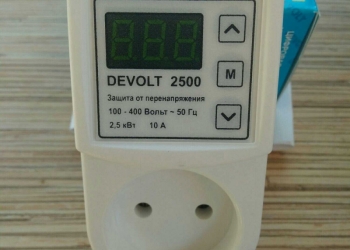 888
M
DEVOLT 2500
Защита от перенапряжения
100 - 400 Вольт ~ 50 Гц
2,5 кВт 10 А